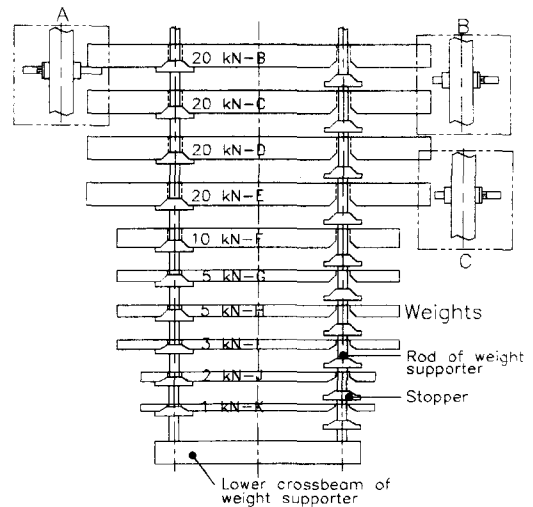 A
B
20 kN-B
20 kN-C
20 kN-D
C
20 kN-E
10 kN-F
5 kN-G
5 kN-H
Weights
3 kN-I
Rod of weight
supporter
2 kN-J
Stopper
1 kN-K
Lower crossbeam of
weight supporter